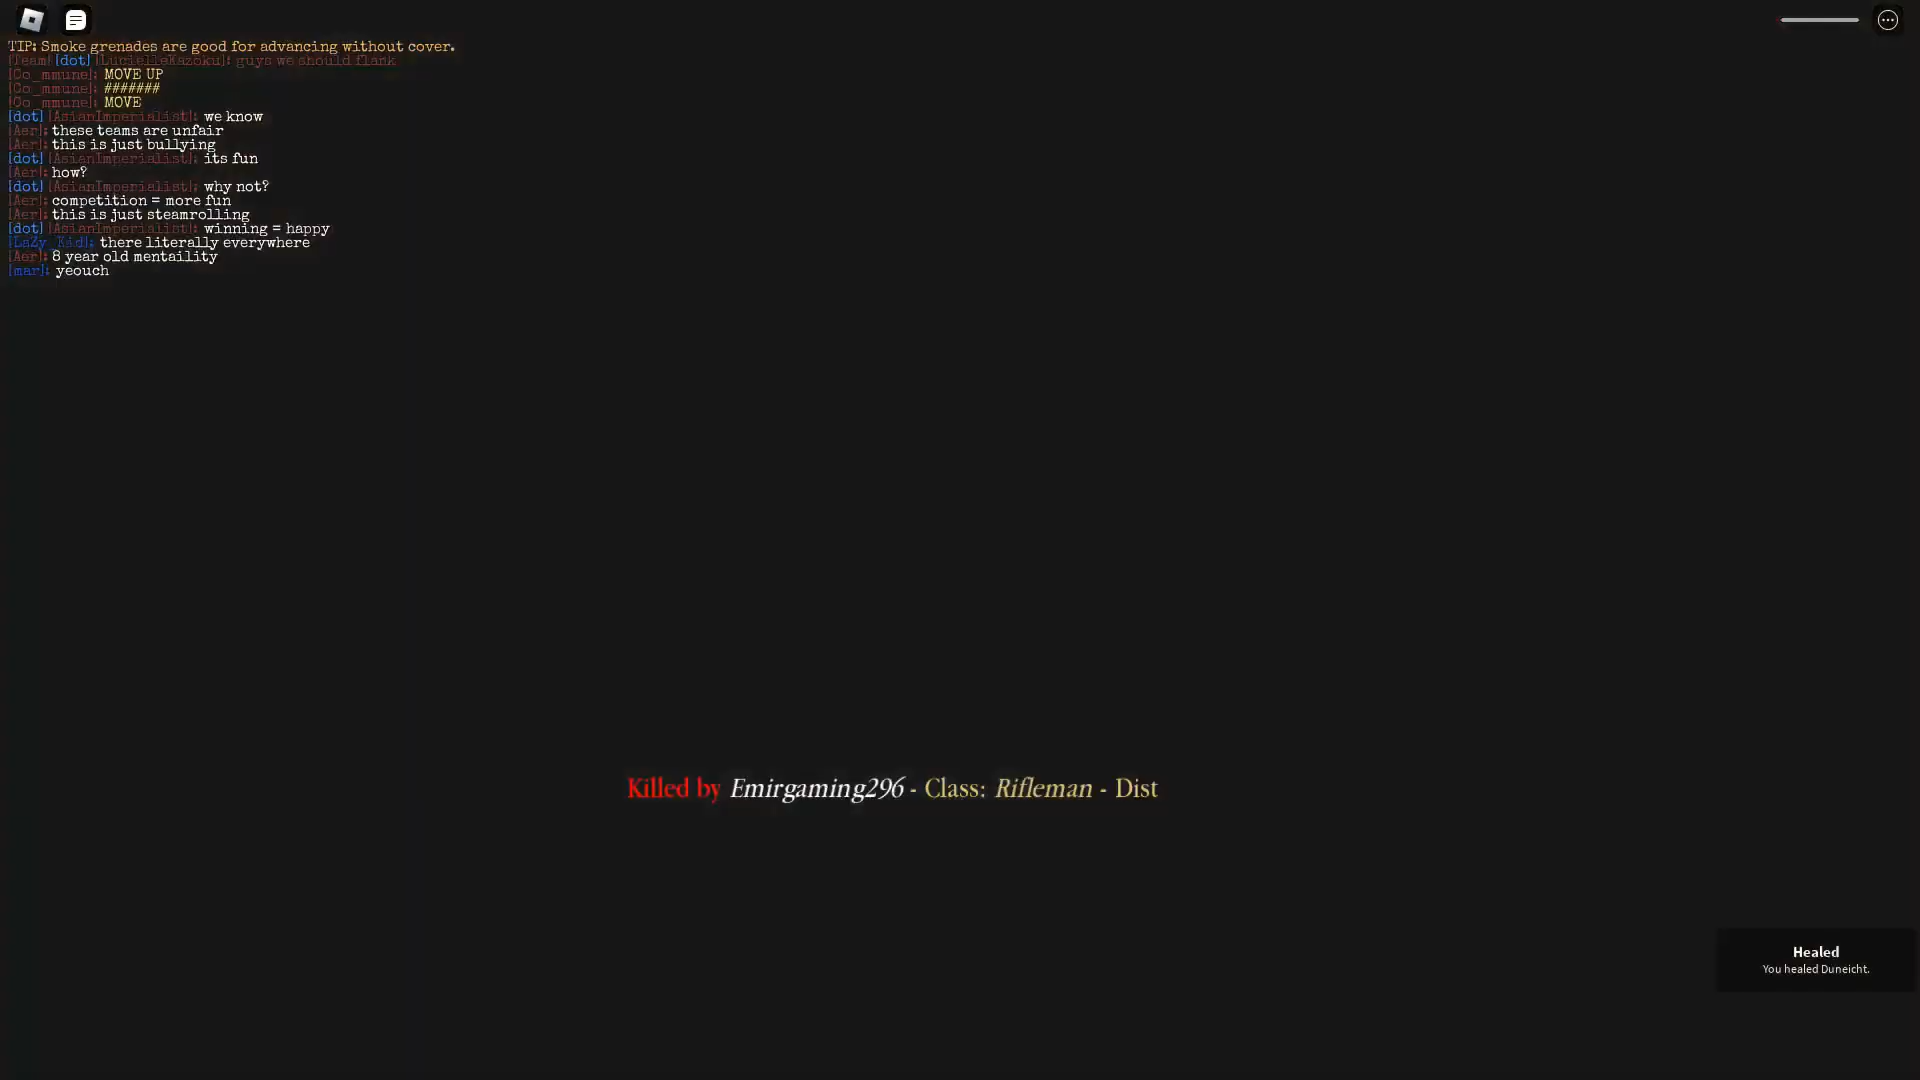 TIP: Smoke grenades are good for advancing without cover.
[Team] [dot] [LucielleKazoku]: guys we should flank
[Co_mmune]: MOVE UP
[Co_mmune]: #######
[Co_mmune]: MOVE
[dot] [AsianImperialist]: we know
[Aer]: these teams are unfair
[Aer]: this is just bullying
[dot] [AsianImperialist]: its fun
[Aer]: how?
[dot] [AsianImperialist]: why not?
[Aer]: competition = more fun
[Aer]: this is just steamrolling
[dot] [AsianImperialist]: winning = happy
[LaZy_Kid]: there literally everywhere
[Aer]: 8 year old mentaility
[mar]: yeouch
Killed by Emirgaming296 - Class: Rifleman - Dist
Healed
You healed Duneicht.